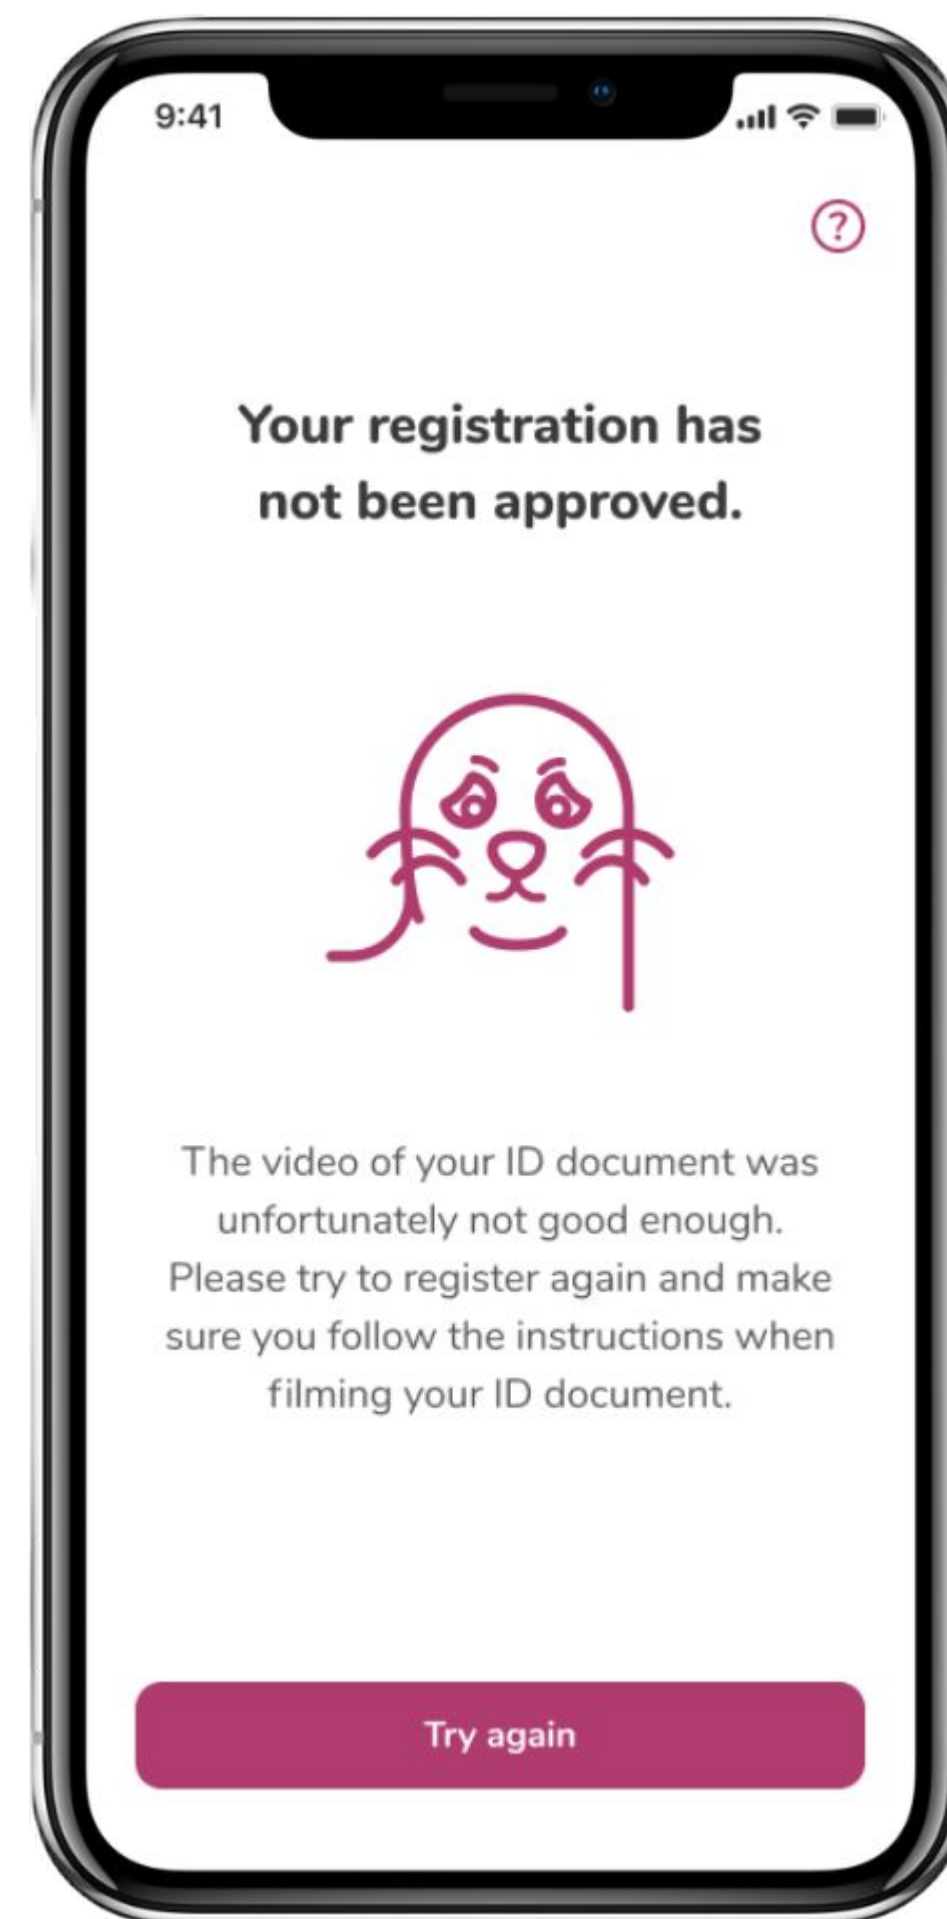 9:41
?
Your registration has
not been approved.
The video of your ID document was
unfortunately not good enough.
Please try to register again and make
sure you follow the instructions when
filming your ID document.
Try again